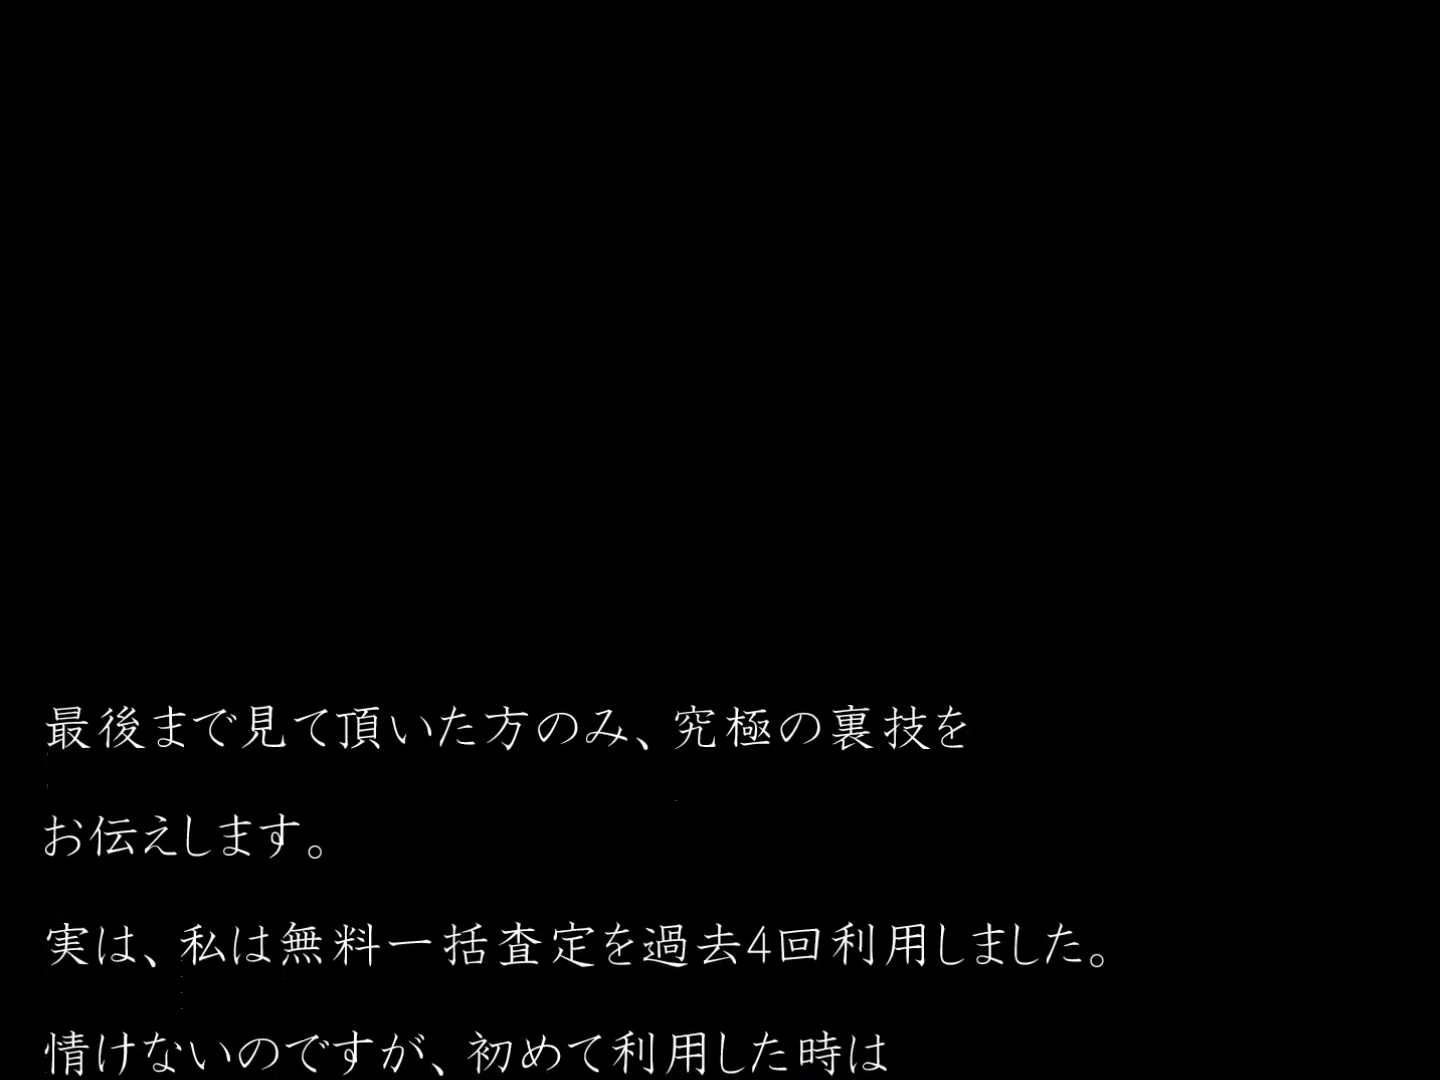 最後まで見て頂いた方のみ、究極の裏技を
お伝えします。
実は、私は無料一括査定を過去4回利用しました。
情けないのですが、初めて利用した時は